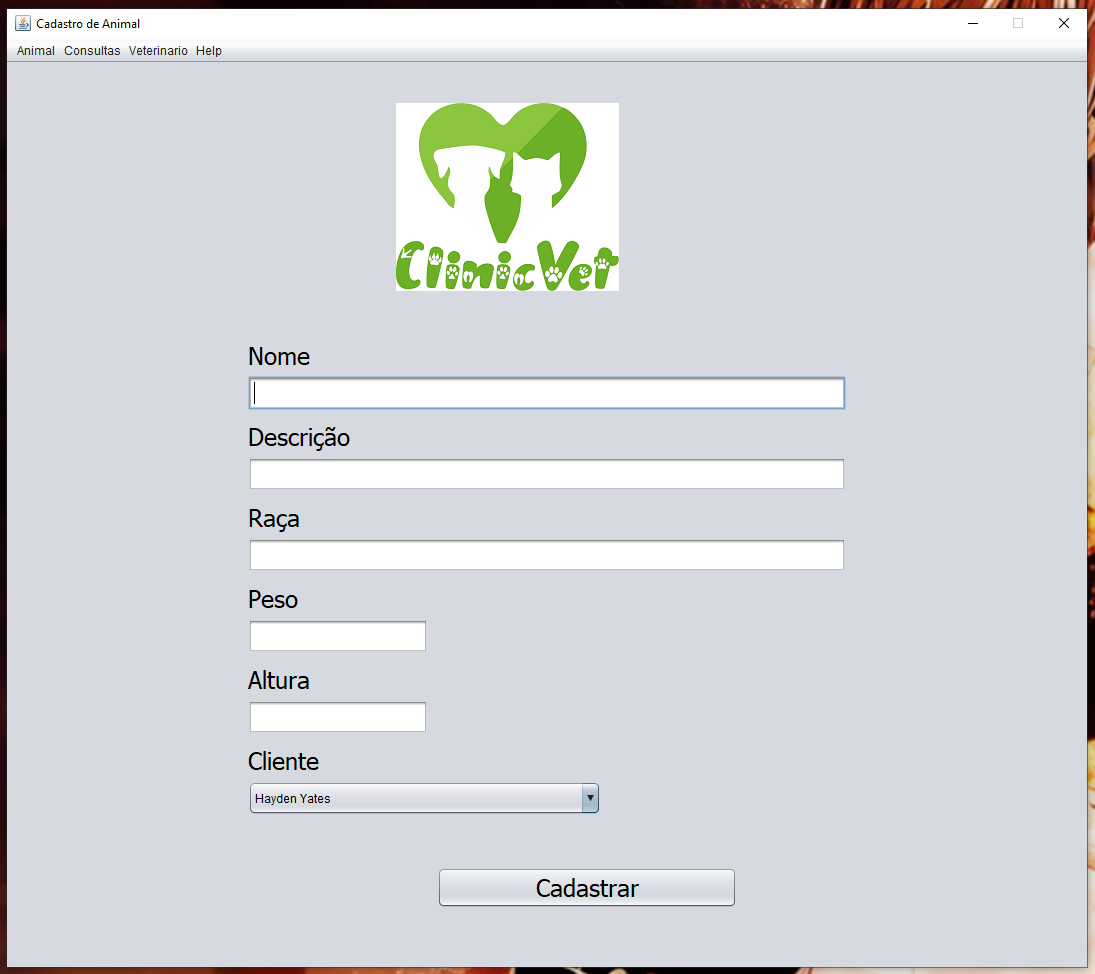 Cadastro de Animal
Animal Consultas Veterinario Help
ClinicVet
Nome
Descrição
Raça
Peso
Altura
Cliente
Hayden Yates
Cadastrar